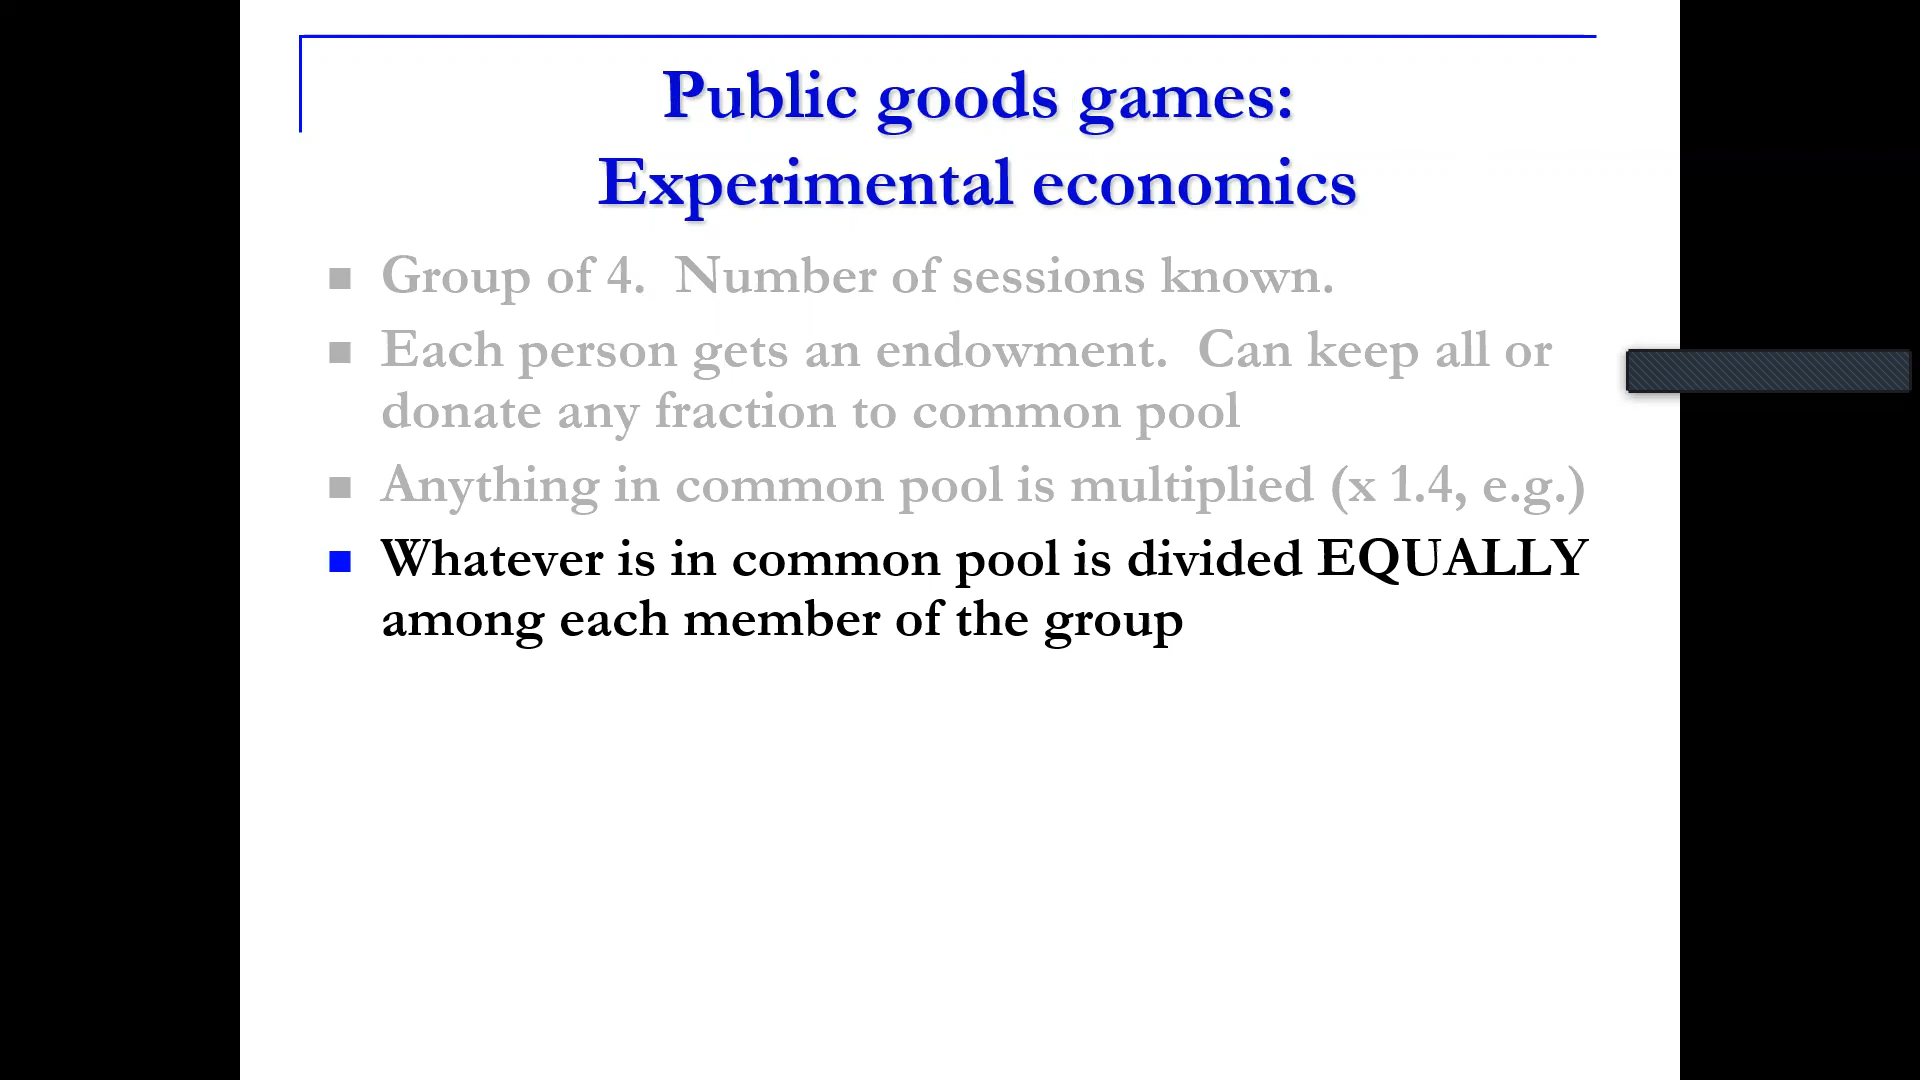 Public goods games:
Experimental economics
Group of 4.  Number of sessions known.
Each person gets an endowment.  Can keep all or
donate any fraction to common pool
Anything in common pool is multiplied (x 1.4, e.g.)
Whatever is in common pool is divided EQUALLY
among each member of the group